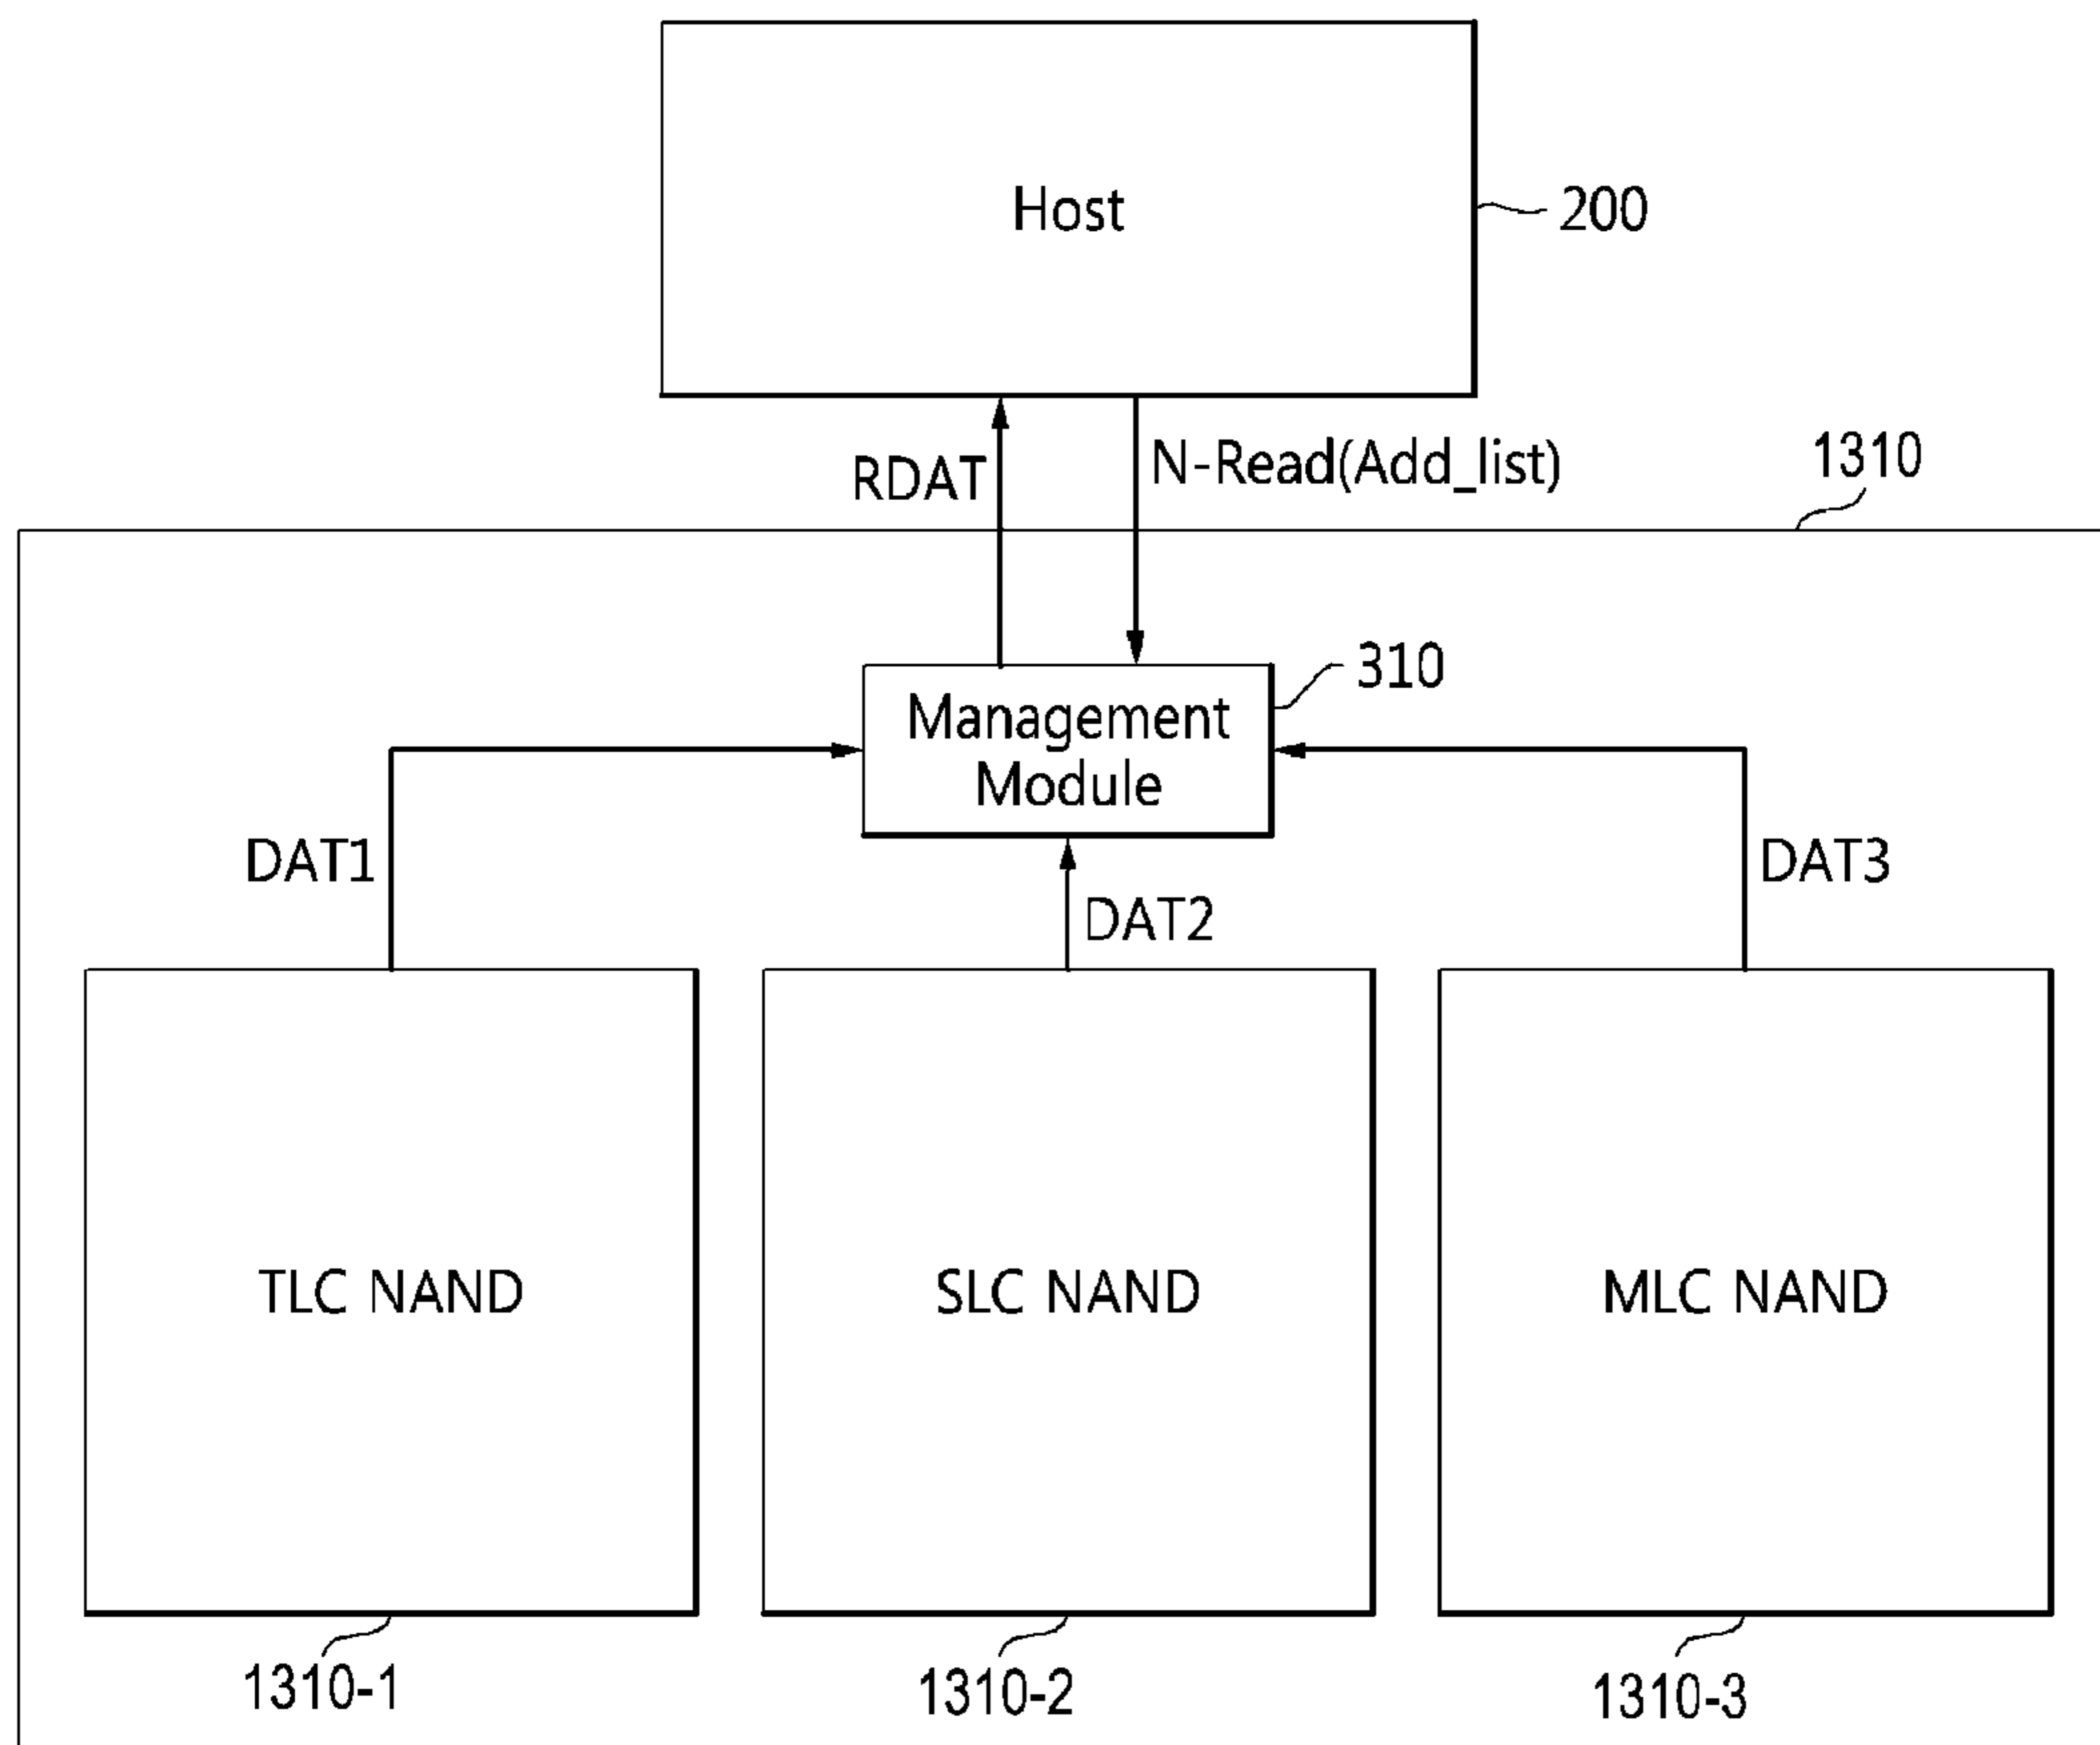 Host
200
RDAT
N-Read(Add_list)
1310
310
Management
Module
DAT1
DAT2
DAT3
TLC NAND
SLC NAND
MLC NAND
1310-1
1310-2
1310-3